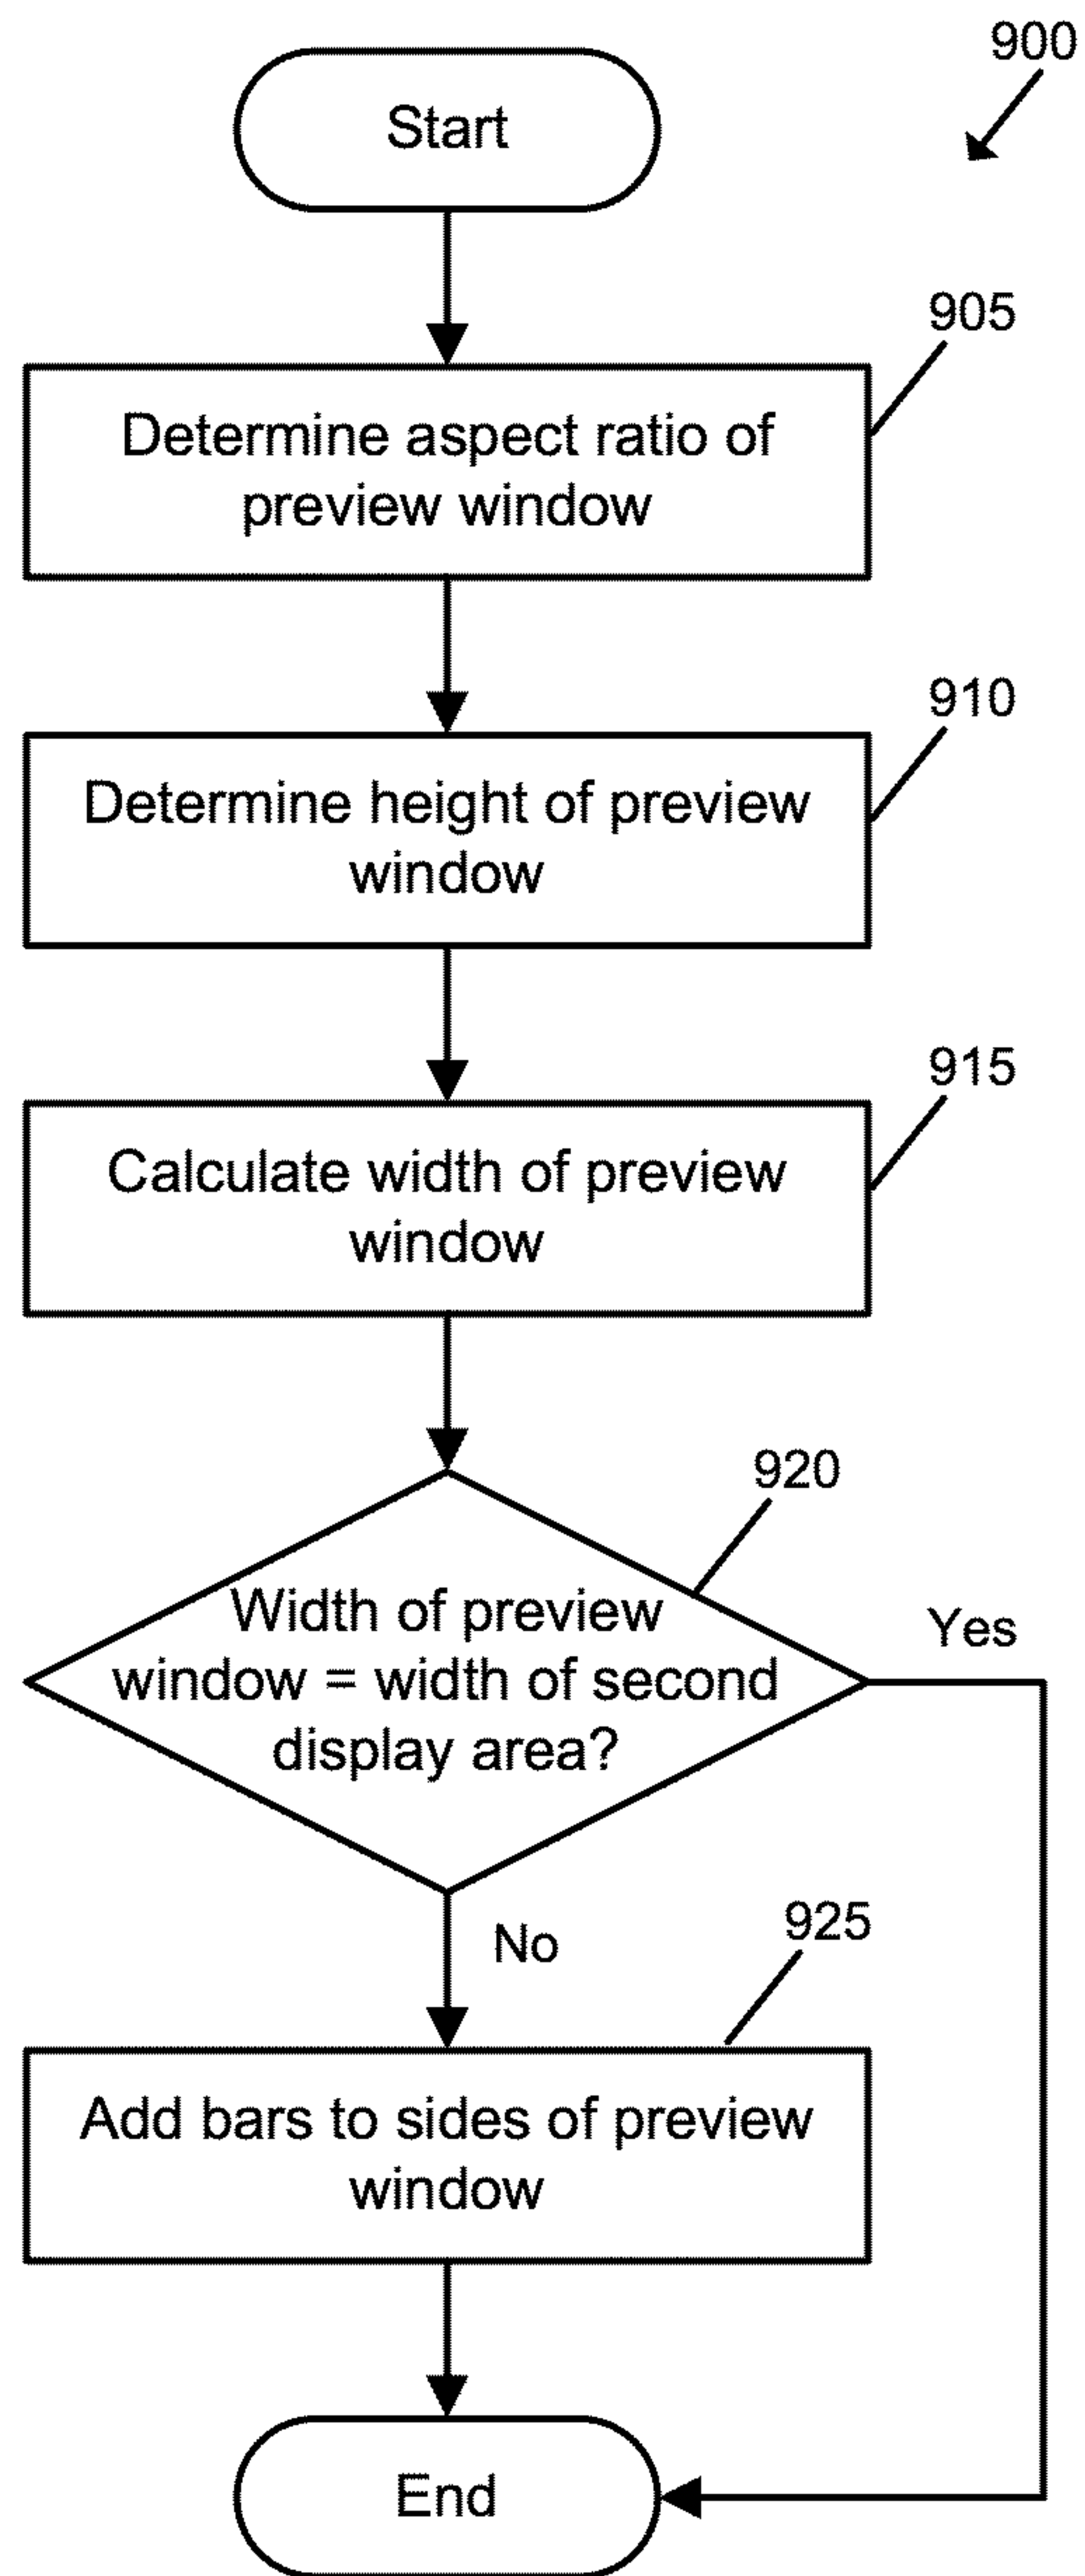 900
Start
905
Determine aspect ratio of
preview window
910
Determine height of preview
window
915
Calculate width of preview
window
920
Width of preview
window = width of second
display area?
Yes
No
925
Add bars to sides of preview
window
End